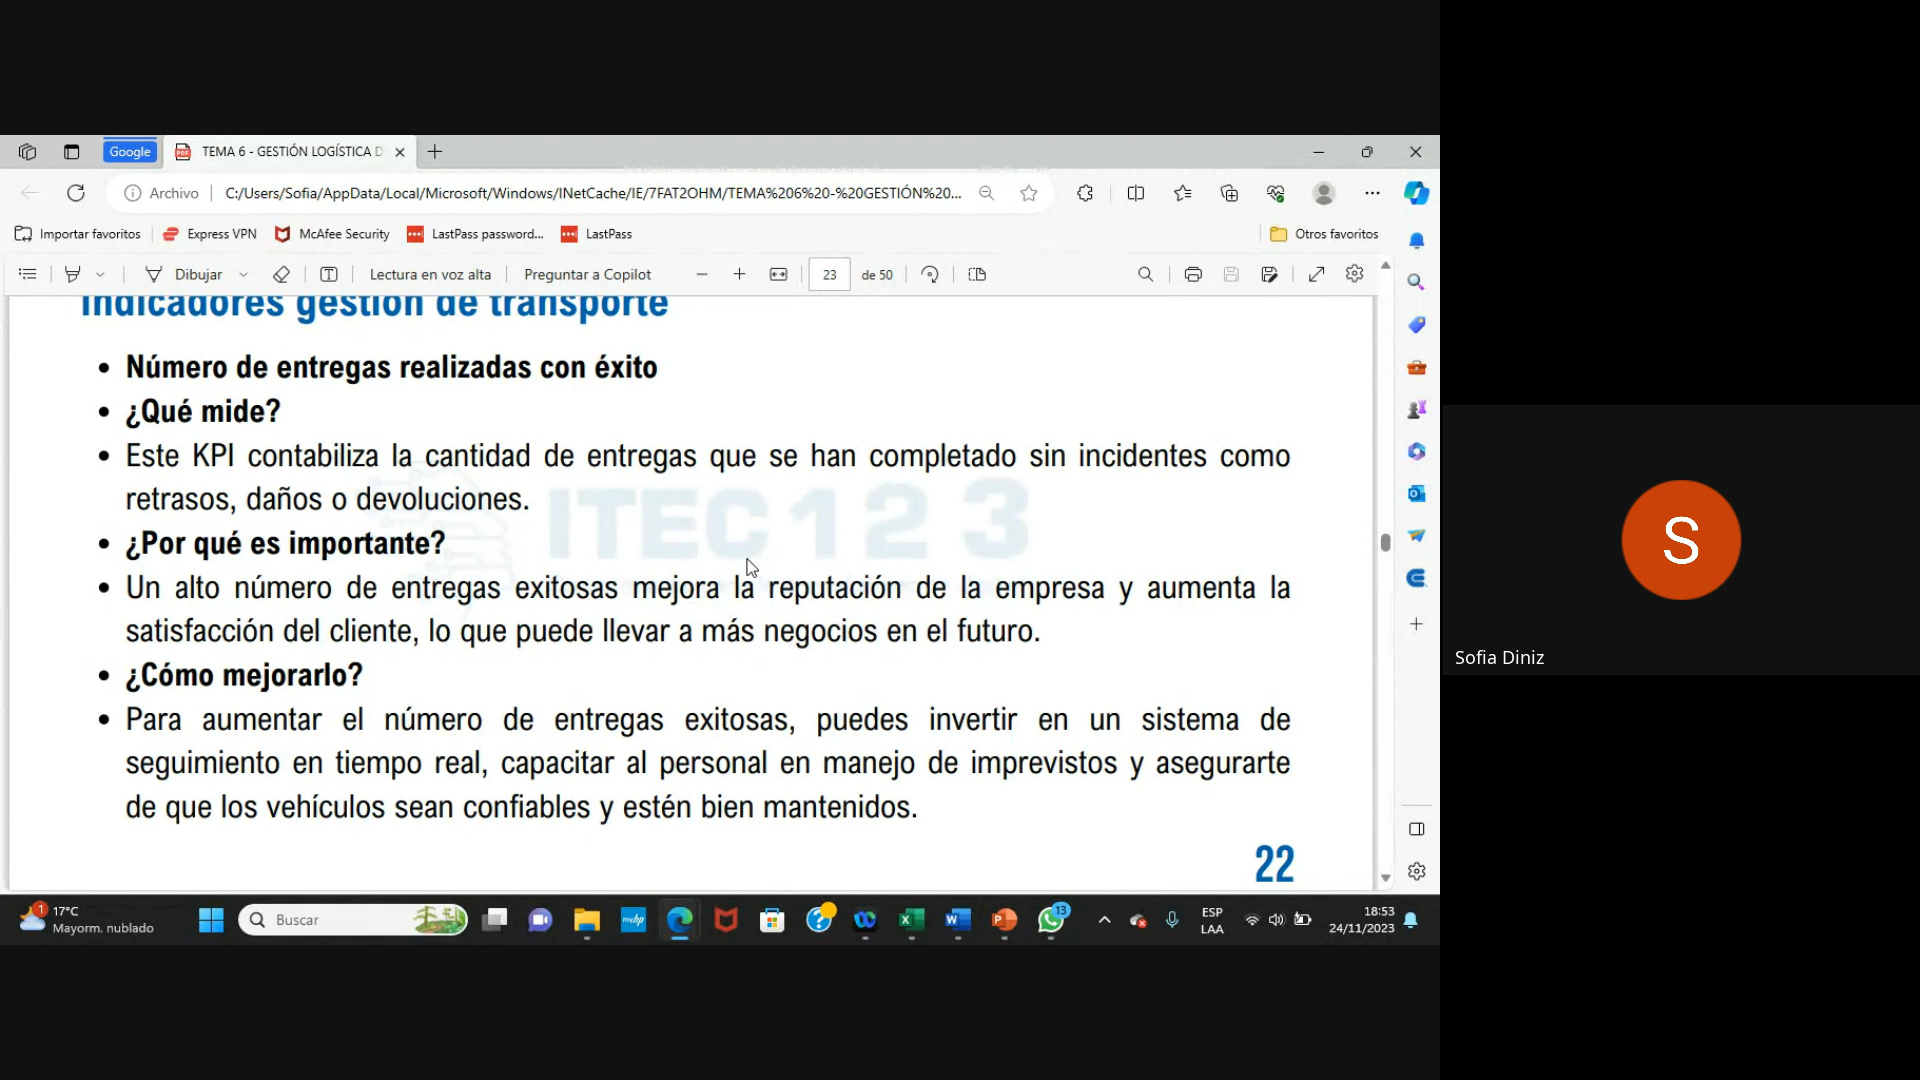 Google
TEMA 6 - GESTIÓN LOGÍSTICA D
Archivo
C:/Users/Sofia/AppData/Local/Microsoft/Windows/INetCache/IE/7FAT2OHM/TEMA%206%20-%20GESTIÓN%20...
Importar favoritos
Express VPN
McAfee Security
LastPass password...
LastPass
Otros favoritos
Dibujar
Lectura en voz alta
Preguntar a Copilot
23
de 50
Indicadores gestión de transporte
• Número de entregas realizadas con éxito
• ¿Qué mide?
• Este KPI contabiliza la cantidad de entregas que se han completado sin incidentes como
retrasos, daños o devoluciones.
ITEC 1 2 3
• ¿Por qué es importante?
• Un alto número de entregas exitosas mejora la reputación de la empresa y aumenta la
satisfacción del cliente, lo que puede llevar a más negocios en el futuro.
• ¿Cómo mejorarlo?
• Para aumentar el número de entregas exitosas, puedes invertir en un sistema de
seguimiento en tiempo real, capacitar al personal en manejo de imprevistos y asegurarte
de que los vehículos sean confiables y estén bien mantenidos.
22
S
Sofia Diniz
1
17°C
Mayorm. nublado
Buscar
myhp
13
ESP
LAA
18:53
24/11/2023